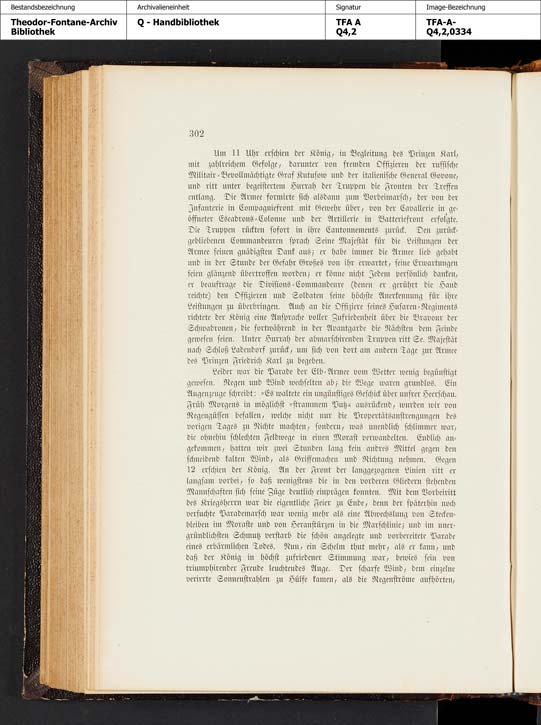 Bestandsbezeichnung
Theodor-Fontane-Archiv
Bibliothek
Archivalieneinheit
Q - Handbibliothek
Signatur
TFA A
Q4,2
Image-Bezeichnung
TFA-A-
Q4,2,0334
302
Um 11 Uhr erschien der König, in Begleitung des Prinzen Karl,
mit zahlreichem Gefolge, darunter von fremden Offizieren der russische
Militair-Bevollmächtigte Graf Kutusow und der italienische General Govone,
und ritt unter begeistertem Hurrah der Truppen die Fronten der Treffen
entlang. Die Armee formirte sich alsdann zum Vorbeimarsch, der von der
Infanterie in Compagniefront mit Gewehr über, von der Cavallerie in ge-
öffneter Escadrons-Colonne und der Artillerie in Batteriefront erfolgte.
Die Truppen rückten sofort in ihre Cantonnements zurück. Den zurück-
gebliebenen Commandeuren sprach Seine Majestät für die Leistungen der
Armee seinen gnädigsten Dank aus; er habe immer die Armee lieb gehabt
und in der Stunde der Gefahr Großes von ihr erwartet, seine Erwartungen
seien glänzend übertroffen worden; er könne nicht Jedem persönlich danken,
er beauftrage die Divisions-Commandeure (denen er gerührt die Hand
reichte) den Offizieren und Soldaten seine höchste Anerkennung für ihre
Leistungen zu überbringen. Auch an die Offiziere seines Husaren-Regiments
richtete der König eine Ansprache voller Zufriedenheit über die Bravour der
Schwadronen, die fortwährend in der Avantgarde die Nächsten dem Feinde
gewesen seien. Unter Hurrah der abmarschirenden Truppen ritt Se. Majestät
nach Schloß Ladendorf zurück, um sich von dort am andern Tage zur Armee
des Prinzen Friedrich Karl zu begeben.
Leider war die Parade der Elb-Armee vom Wetter wenig begünstigt
gewesen. Regen und Wind wechselten ab; die Wege waren grundlos. Ein
Augenzeuge schreibt: »Es waltete ein ungünstiges Geschick über unsrer Heerschau.
Früh Morgens in möglichst »strammem Putz« ausrückend, wurden wir von
Regengüssen befallen, welche nicht nur die Propertätsanstrengungen des
vorigen Tages zu Nichte machten, sondern, was unendlich schlimmer war,
die ohnehin schlechten Feldwege in einen Morast verwandelten. Endlich an-
gekommen, hatten wir zwei Stunden lang kein andres Mittel gegen den
schneidend kalten Wind, als Griffemachen und Richtung nehmen. Gegen
12 erschien der König. An der Front der langgezogenen Linien ritt er
langsam vorbei, so daß wenigstens die in den vorderen Gliedern stehenden
Mannschaften sich seine Züge deutlich einprägen konnten. Mit dem Vorbeiritt
des Kriegsherrn war die eigentliche Feier zu Ende, denn der späterhin noch
versuchte Parademarsch war wenig mehr als eine Abwechslung von Stecken-
bleiben im Moraste und von Heranstürzen in die Marschlinie; und im uner-
gründlichsten Schmutz verstarb die schön angelegte und vorbereitete Parade
eines erbärmlichen Todes. Nun, ein Schelm thut mehr, als er kann, und
daß der König in höchst zufriedener Stimmung war, bewies sein von
triumphirender Freude leuchtendes Auge. Der scharfe Wind, dem einzelne
verirrte Sonnenstrahlen zu Hülfe kamen, als die Regenströme aufhörten,